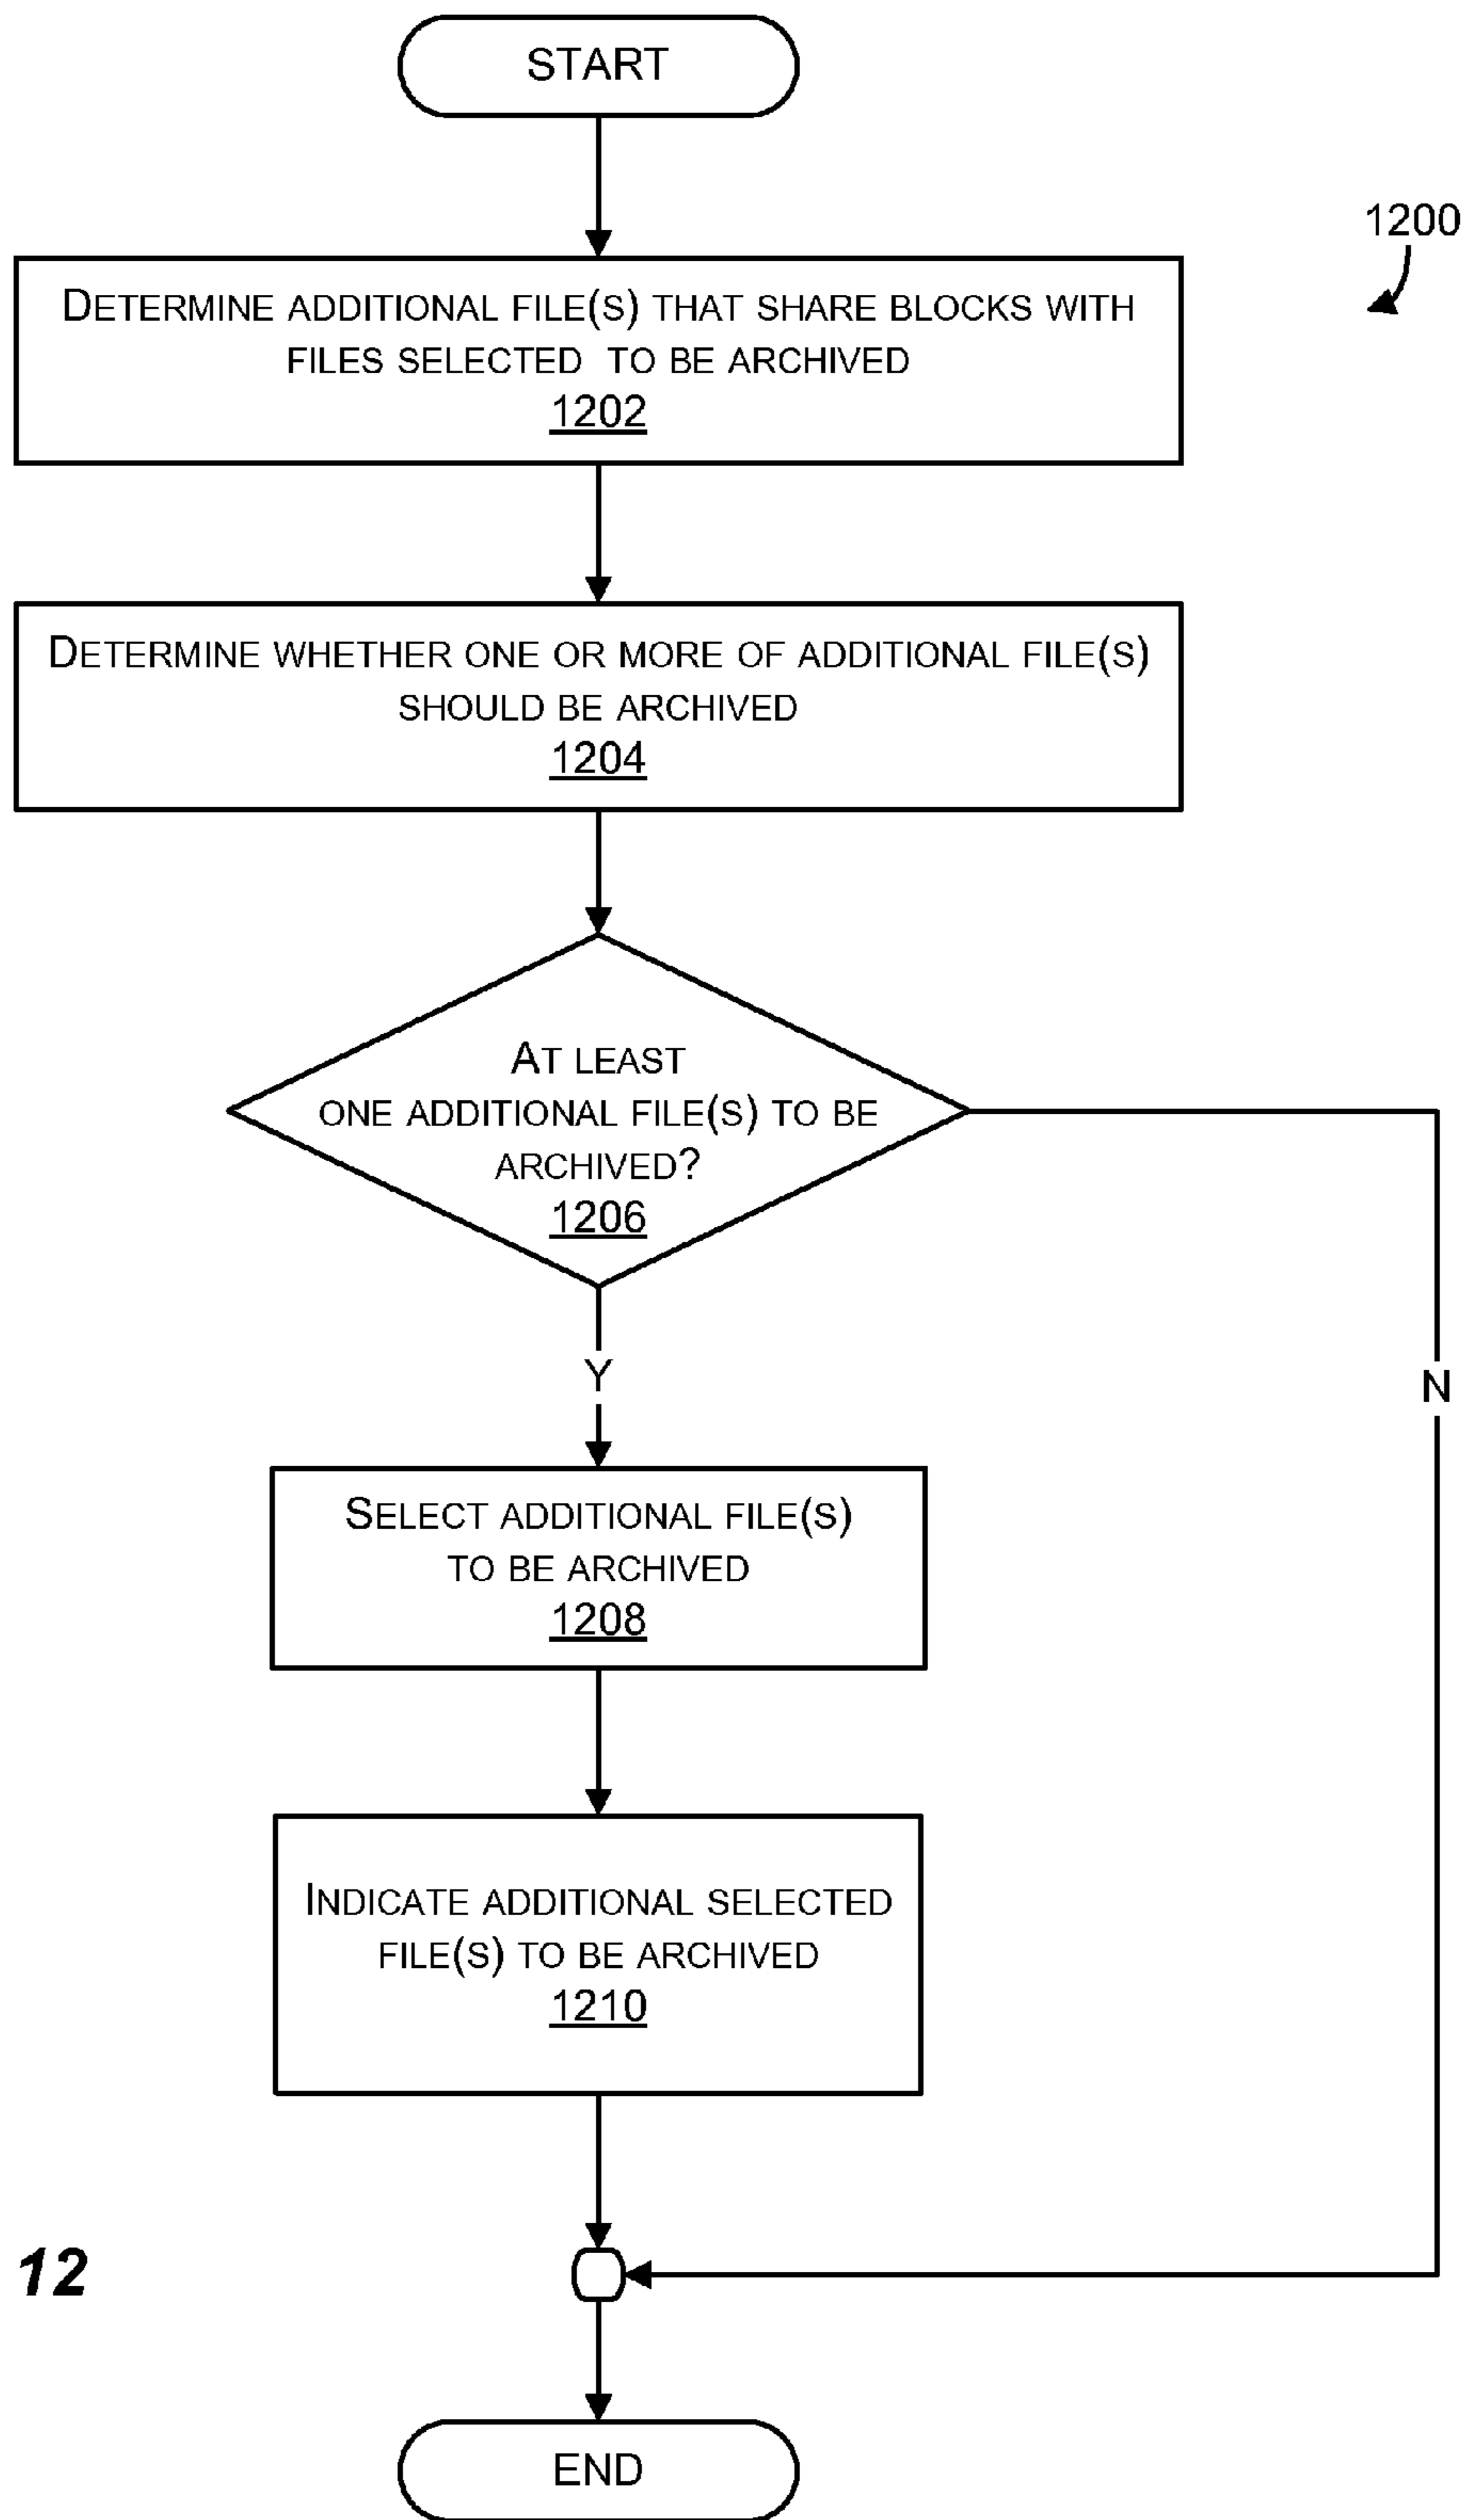 START
1200
DETERMINE ADDITIONAL FILE(S) THAT SHARE BLOCKS WITH
FILES SELECTED TO BE ARCHIVED
1202
DETERMINE WHETHER ONE OR MORE OF ADDITIONAL FILE(S)
SHOULD BE ARCHIVED
1204
AT LEAST
ONE ADDITIONAL FILE(S) TO BE
ARCHIVED?
1206
Y
N
SELECT ADDITIONAL FILE(S)
TO BE ARCHIVED
1208
INDICATE ADDITIONAL SELECTED
FILE(S) TO BE ARCHIVED
1210
12
END